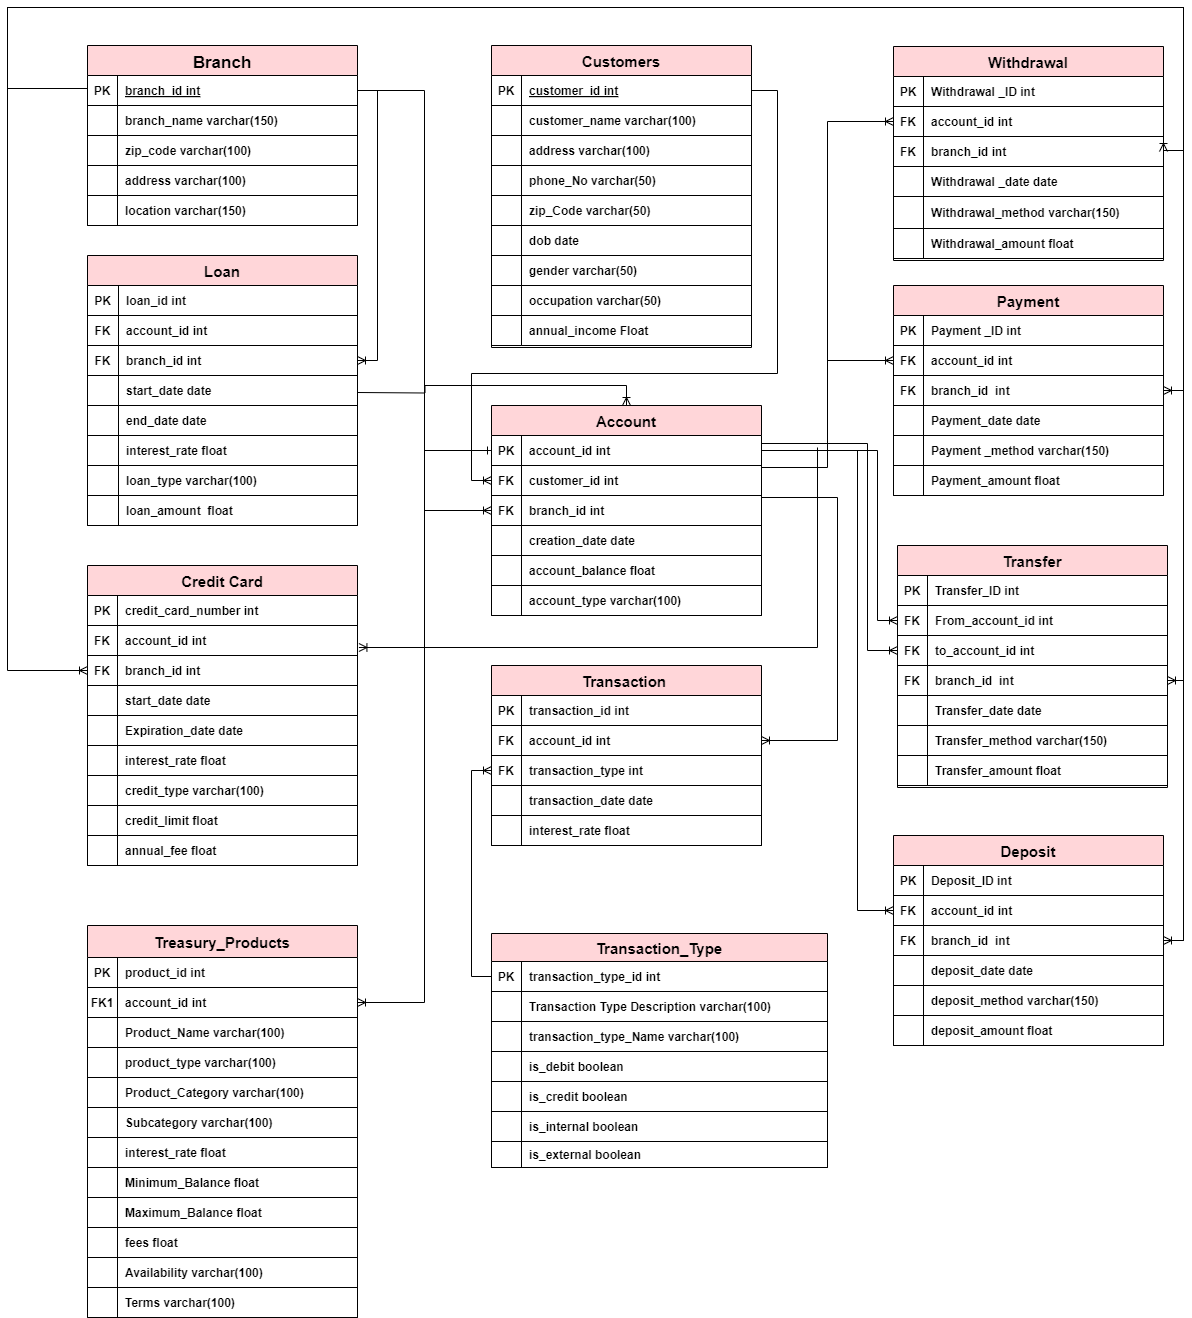 Branch
PK branch_id int
branch_name varchar(150)
zip_code varchar(100)
address varchar(100)
location varchar(150)
Loan
PK loan_id int
FK account_id int
FK branch_id int
start_date date
end_date date
interest_rate float
loan_type varchar(100)
loan_amount float
Credit Card
PK credit_card_number int
FK account_id int
FK branch_id int
start_date date
Expiration_date date
interest_rate float
credit_type varchar(100)
credit_limit float
annual_fee float
Treasury_Products
PK product_id int
FK1 account_id int
Product_Name varchar(100)
product_type varchar(100)
Product_Category varchar(100)
Subcategory varchar(100)
interest_rate float
Minimum_Balance float
Maximum_Balance float
fees float
Availability varchar(100)
Terms varchar(100)
Customers
PK customer_id int
customer_name varchar(100)
address varchar(100)
phone_No varchar(50)
zip_Code varchar(50)
dob date
gender varchar(50)
occupation varchar(50)
annual_income Float
Account
PK account_id int
FK customer_id int
FK branch_id int
creation_date date
account_balance float
account_type varchar(100)
Transaction
PK transaction_id int
FK account_id int
FK transaction_type int
transaction_date date
interest_rate float
Transaction_Type
PK transaction_type_id int
Transaction Type Description varchar(100)
transaction_type_Name varchar(100)
is_debit boolean
is_credit boolean
is_internal boolean
is_external boolean
Withdrawal
PK Withdrawal _ID int
FK account_id int
FK branch_id int
Withdrawal _date date
Withdrawal_method varchar(150)
Withdrawal_amount float
Payment
PK Payment _ID int
FK account_id int
FK branch_id int
Payment_date date
Payment _method varchar(150)
Payment_amount float
Transfer
PK Transfer_ID int
FK From_account_id int
FK to_account_id int
FK branch_id int
Transfer_date date
Transfer_method varchar(150)
Transfer_amount float
Deposit
PK Deposit_ID int
FK account_id int
FK branch_id int
deposit_date date
deposit_method varchar(150)
deposit_amount float